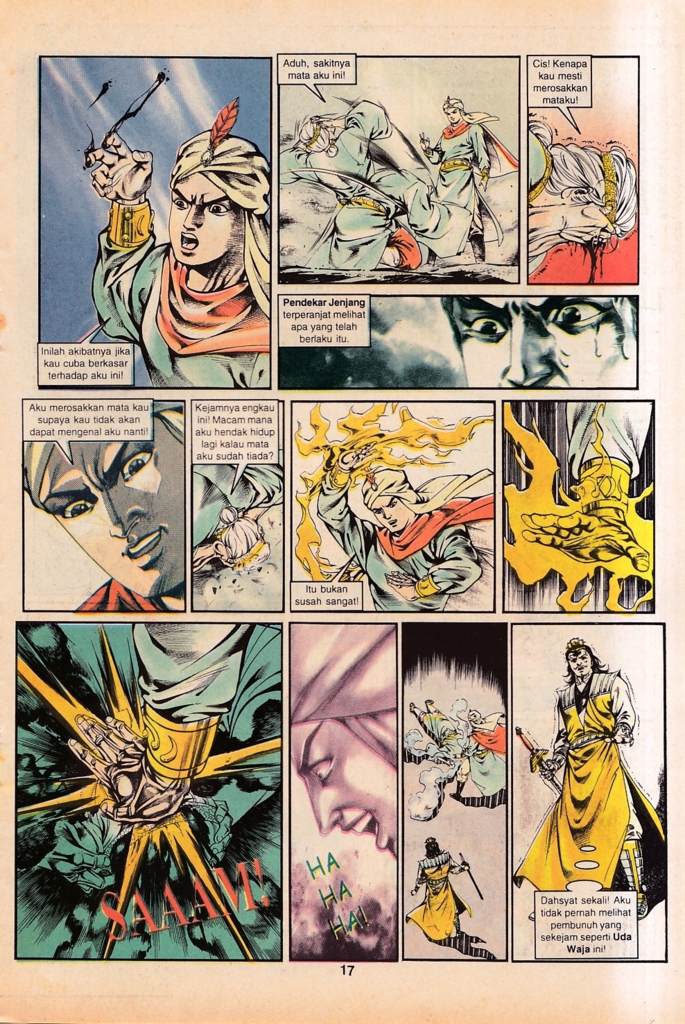 Inilah akibatnya jika
kau cuba berkasar
terhadap aku ini!
Aduh, sakitnya
mata aku ini!
Cis! Kenapa
kau mesti
merosakkan
mataku!
Pendekar Jenjang
terperanjat melihat
apa yang telah
berlaku itu.
Aku merosakkan mata kau
supaya kau tidak akan
dapat mengenal aku nanti!
Kejamnya engkau
ini! Macam mana
aku hendak hidup
lagi kalau mata
aku sudah tiada?
Itu bukan
susah sangat!
SAAAM!
HA
HA
HA!
Dahsyat sekali! Aku
tidak pernah melihat
pembunuh yang
sekejam seperti Uda
Waja ini!
17